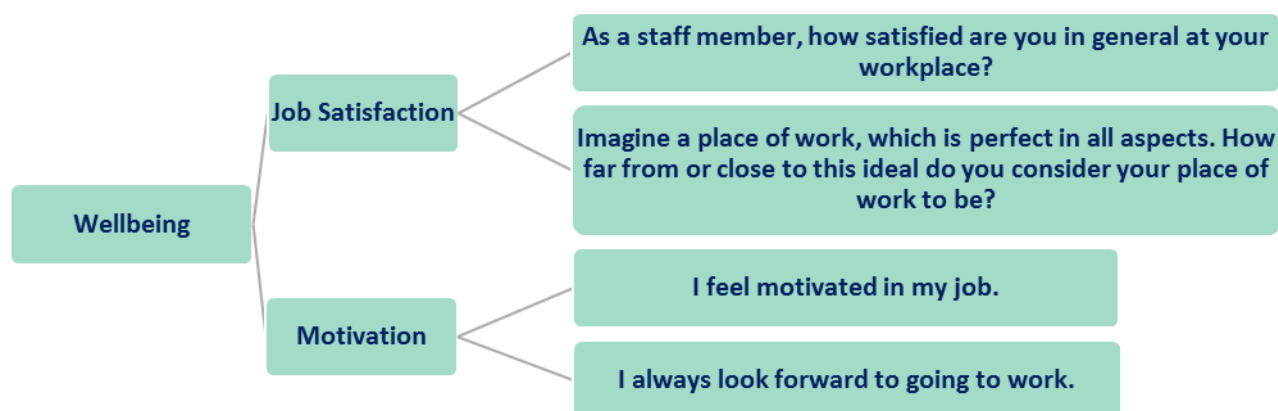 As a staff member, how satisfied are you in general at your
workplace?
Job Satisfaction
Imagine a place of work, which is perfect in all aspects. How
far from or close to this ideal do you consider your place of
work to be?
Wellbeing
I feel motivated in my job.
Motivation
I always look forward to going to work.